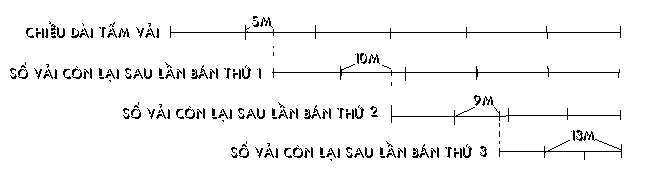 5M
CHIỀU DÀI TẤM VẢI
10M
SỐ VẢI CÒN LẠI SAU LẦN BÁN THỨ 1
9M
SỐ VẢI CÒN LẠI SAU LẦN BÁN THỨ 2
13M
SỐ VẢI CÒN LẠI SAU LẦN BÁN THỨ 3